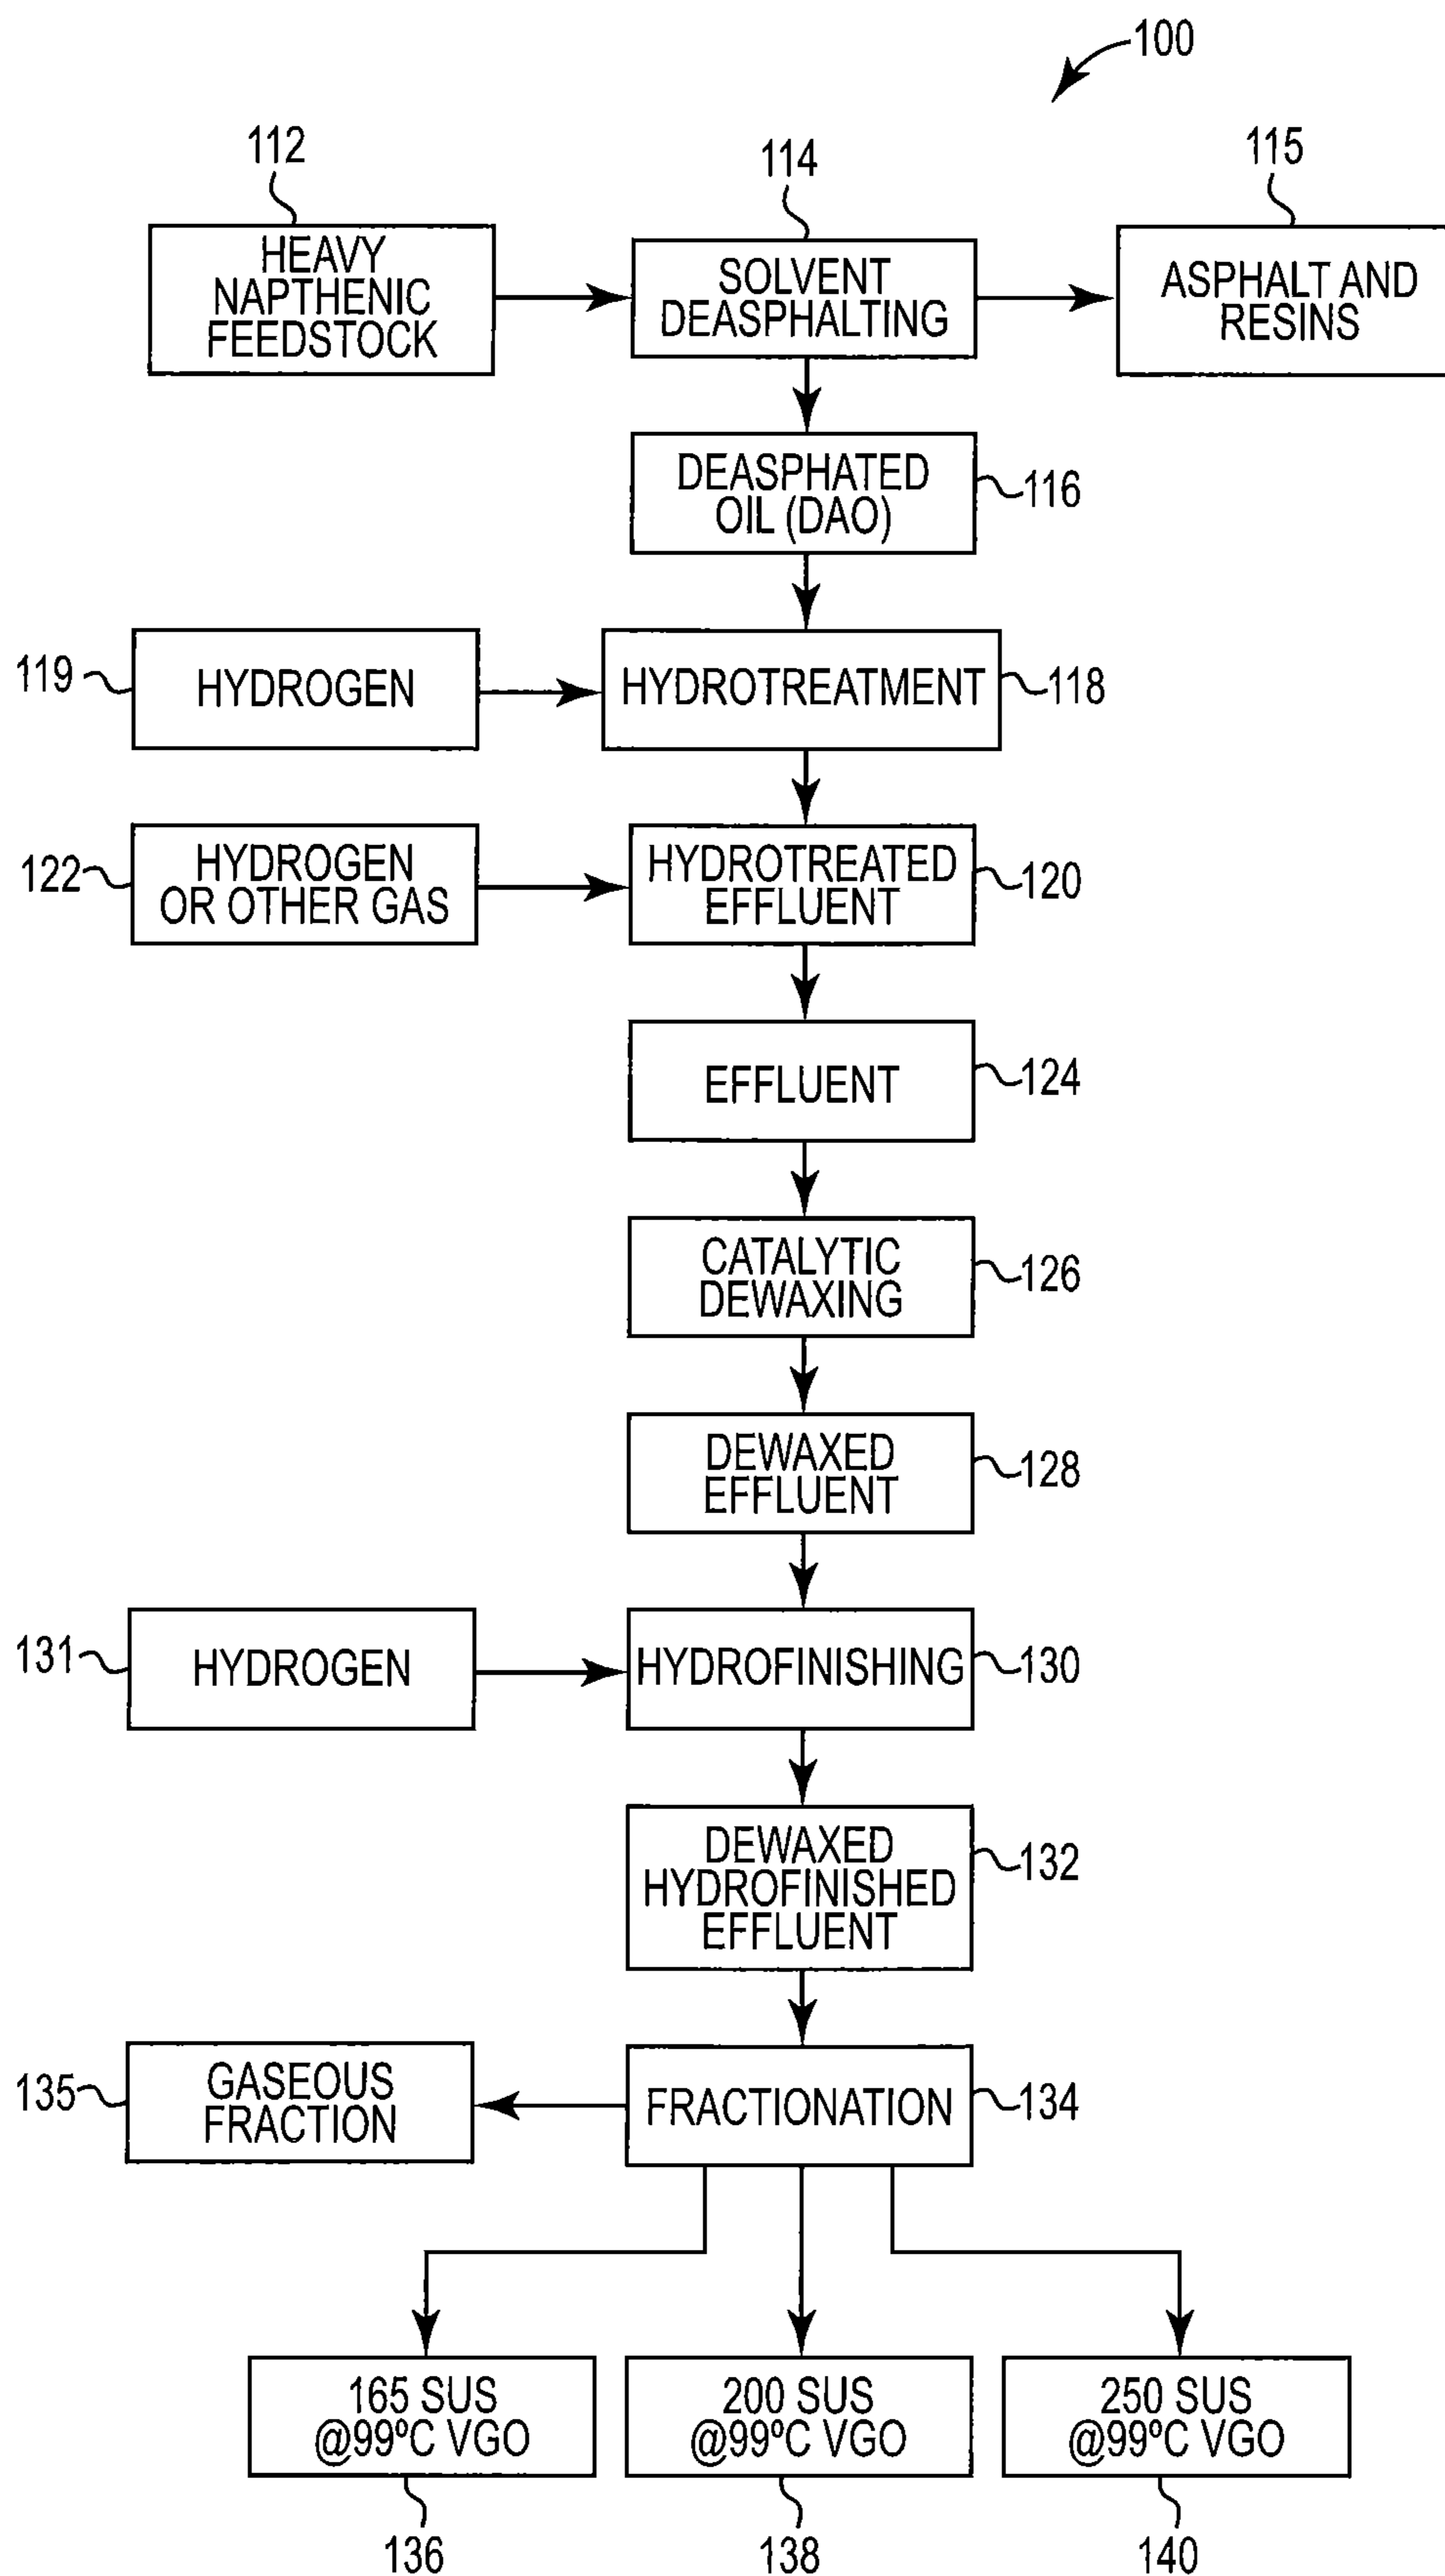 100
112
114
115
HEAVY
NAPTHENIC
FEEDSTOCK
SOLVENT
DEASPHALTING
ASPHALT AND
RESINS
DEASPHATED
OIL (DAO)
116
119
HYDROGEN
HYDROTREATMENT
118
122
HYDROGEN
OR OTHER GAS
HYDROTREATED
EFFLUENT
120
EFFLUENT
124
CATALYTIC
DEWAXING
126
DEWAXED
EFFLUENT
128
131
HYDROGEN
HYDROFINISHING
130
DEWAXED
HYDROFINISHED
EFFLUENT
132
135
GASEOUS
FRACTION
FRACTIONATION
134
165 SUS
@99ºC VGO
200 SUS
@99ºC VGO
250 SUS
@99ºC VGO
136
138
140